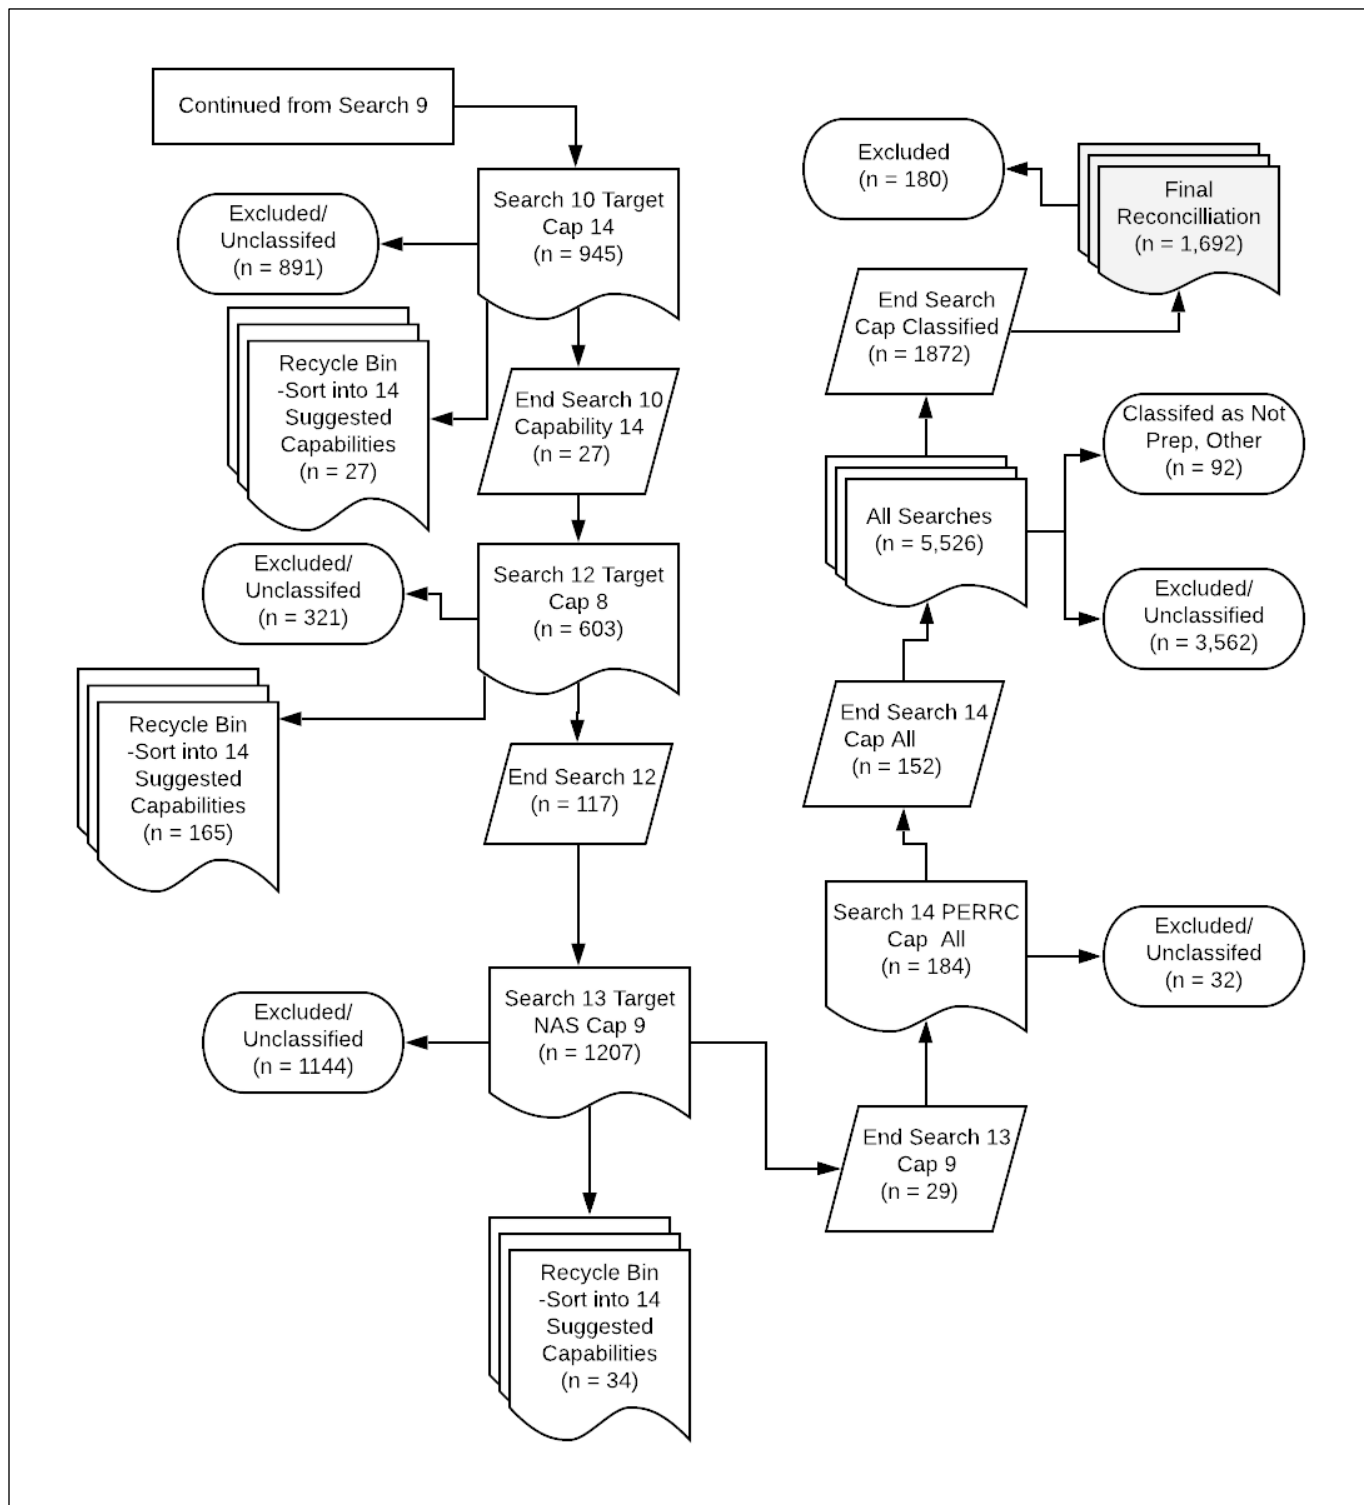 Continued from Search 9
Search 10 Target
Cap 14
(n = 945)
Excluded/
Unclassifed
(n = 891)
Recycle Bin
-Sort into 14
Suggested
Capabilities
(n = 27)
End Search 10
Capability 14
(n = 27)
Search 12 Target
Cap 8
(n = 603)
Excluded/
Unclassifed
(n = 321)
Recycle Bin
-Sort into 14
Suggested
Capabilities
(n = 165)
End Search 12
(n = 117)
Search 13 Target
NAS Cap 9
(n = 1207)
Excluded/
Unclassified
(n = 1144)
Recycle Bin
-Sort into 14
Suggested
Capabilities
(n = 34)
End Search 13
Cap 9
(n = 29)
Search 14 PERRC
Cap All
(n = 184)
Excluded/
Unclassifed
(n = 32)
End Search 14
Cap All
(n = 152)
All Searches
(n = 5,526)
Classifed as Not
Prep, Other
(n = 92)
Excluded/
Unclassified
(n = 3,562)
End Search
Cap Classified
(n = 1872)
Final
Reconcilliation
(n = 1,692)
Excluded
(n = 180)